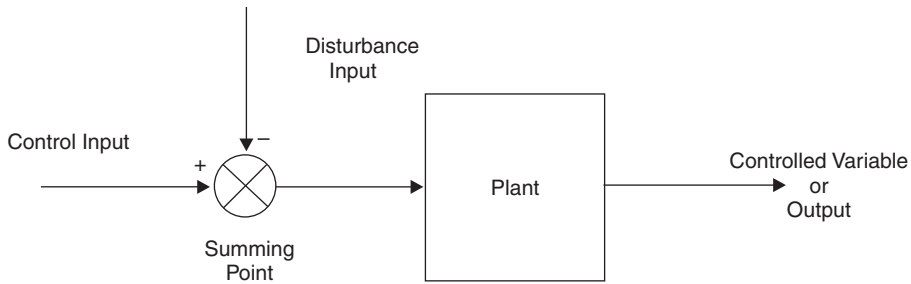 Disturbance
Input
Control Input
+
−
Summing
Point
Plant
Controlled Variable
or
Output